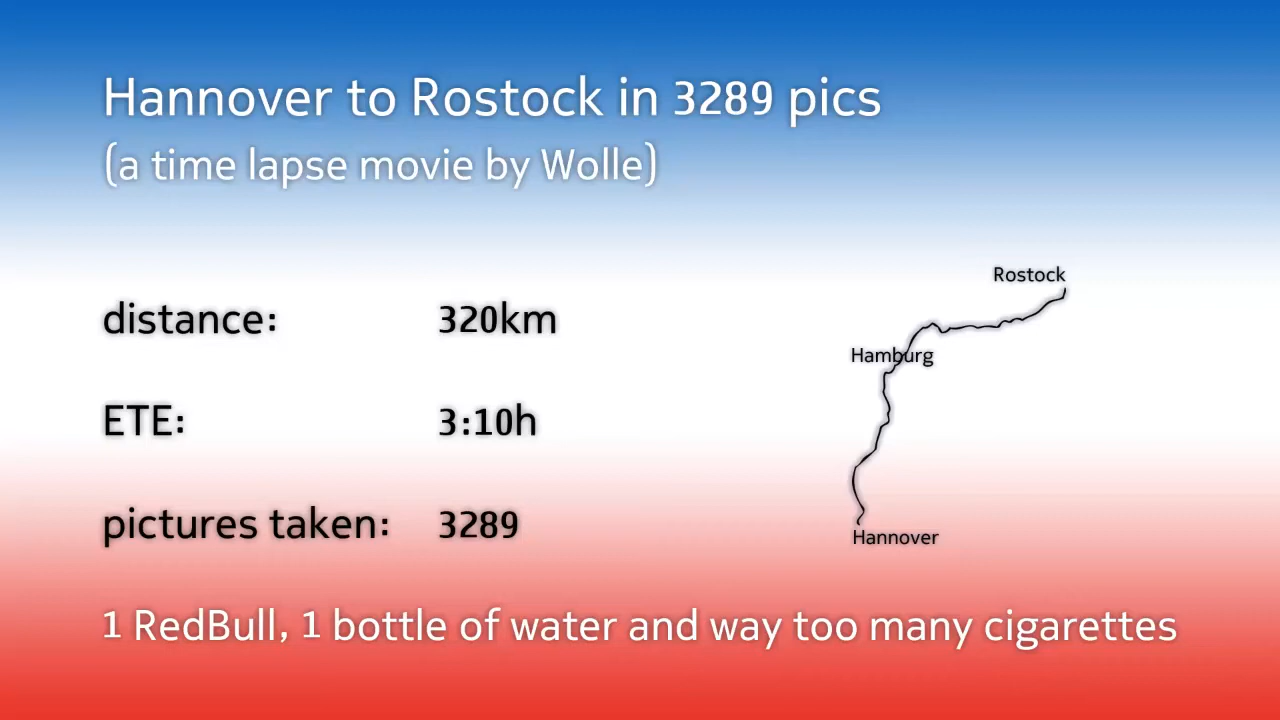 Hannover to Rostock in 3289 pics
(a time lapse movie by Wolle)
distance: 320km
ETE: 3:10h
pictures taken: 3289
Rostock
Hamburg
Hannover
1 RedBull, 1 bottle of water and way too many cigarettes